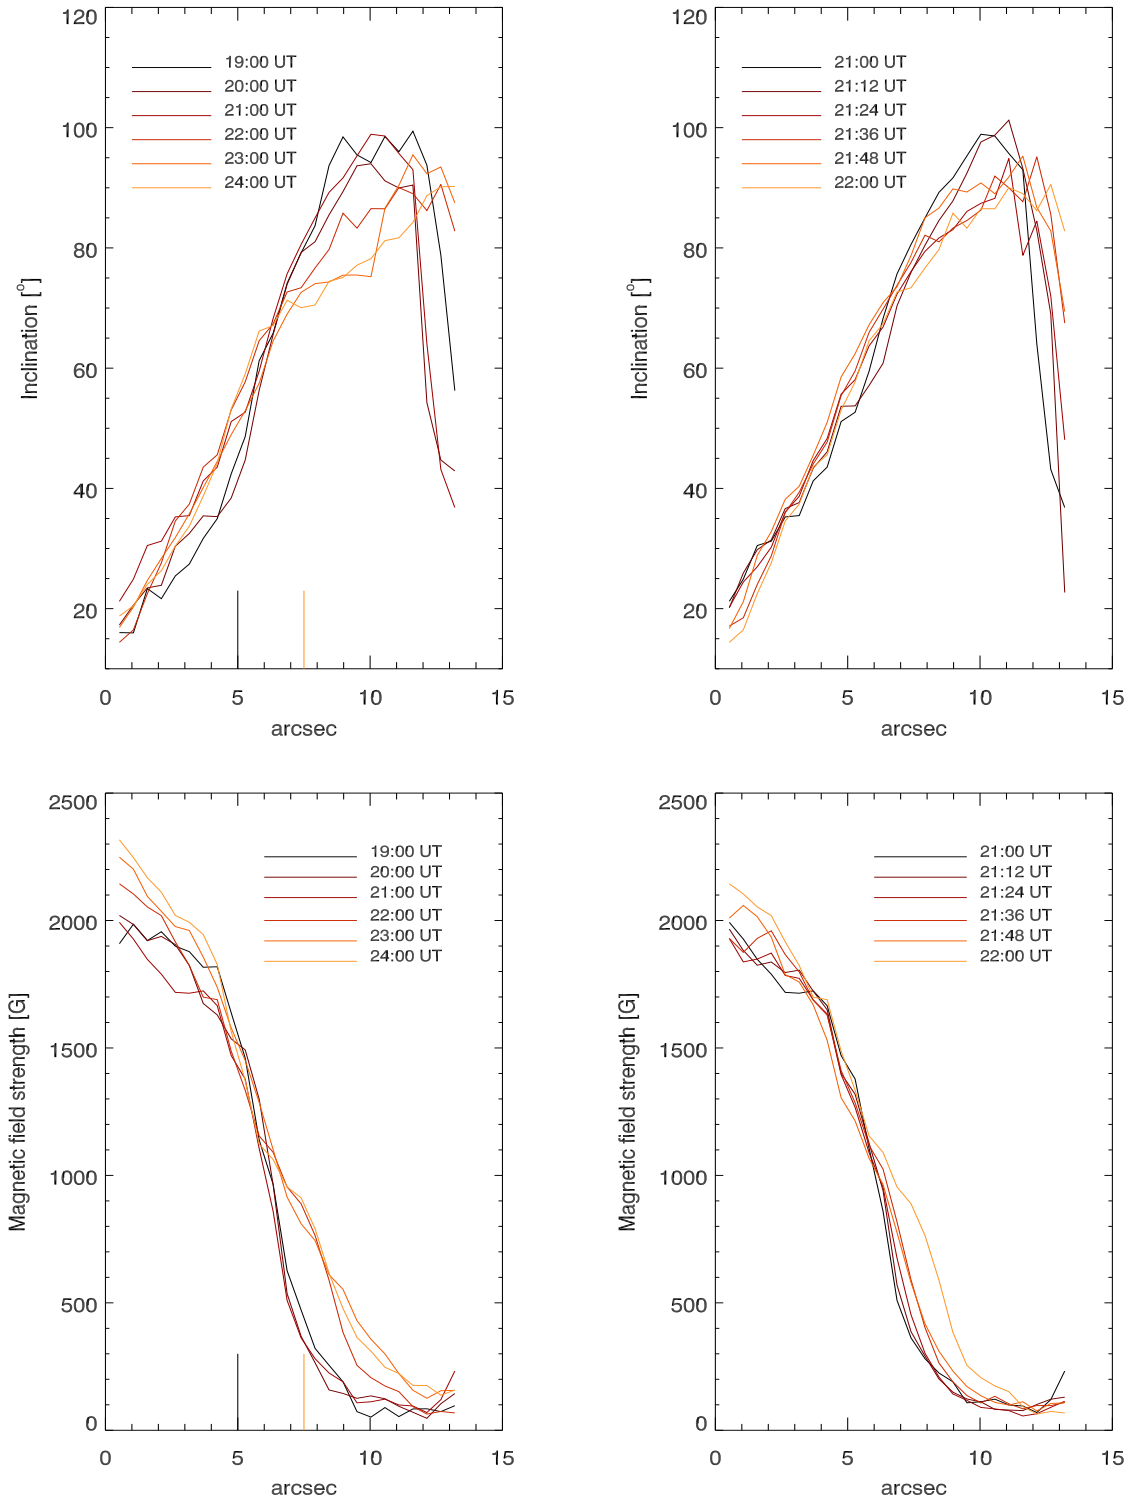 120
100
80
60
40
20
Inclination [°]
19:00 UT
20:00 UT
21:00 UT
22:00 UT
23:00 UT
24:00 UT
0 5 10 15
arcsec
120
100
80
60
40
20
Inclination [°]
21:00 UT
21:12 UT
21:24 UT
21:36 UT
21:48 UT
22:00 UT
0 5 10 15
arcsec
2500
2000
1500
1000
500
0
Magnetic field strength [G]
19:00 UT
20:00 UT
21:00 UT
22:00 UT
23:00 UT
24:00 UT
0 5 10 15
arcsec
2500
2000
1500
1000
500
0
Magnetic field strength [G]
21:00 UT
21:12 UT
21:24 UT
21:36 UT
21:48 UT
22:00 UT
0 5 10 15
arcsec